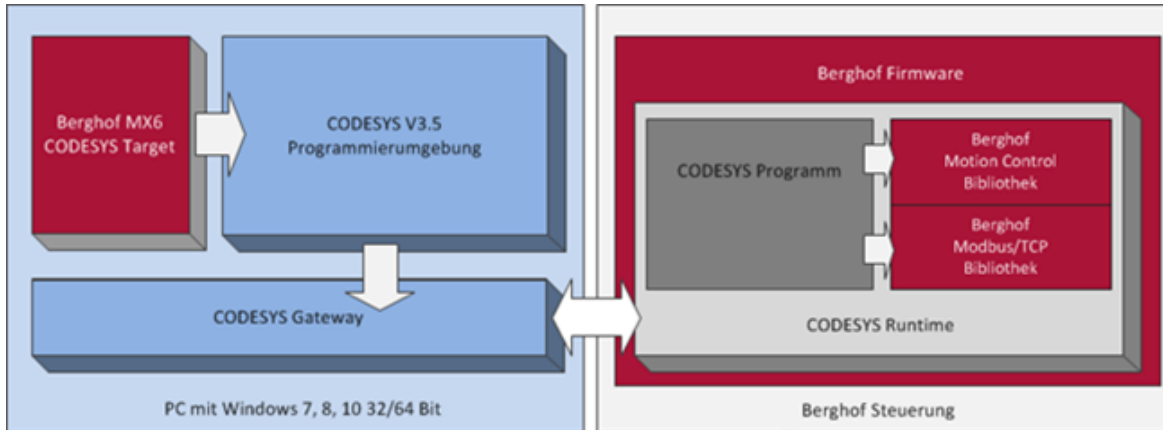 Berghof MX6
CODESYS Target
CODESYS V3.5
Programmierumgebung
CODESYS Gateway
PC mit Windows 7, 8, 10 32/64 Bit
Berghof Firmware
CODESYS Programm
Berghof
Motion Control
Bibliothek
Berghof
Modbus/TCP
Bibliothek
CODESYS Runtime
Berghof Steuerung